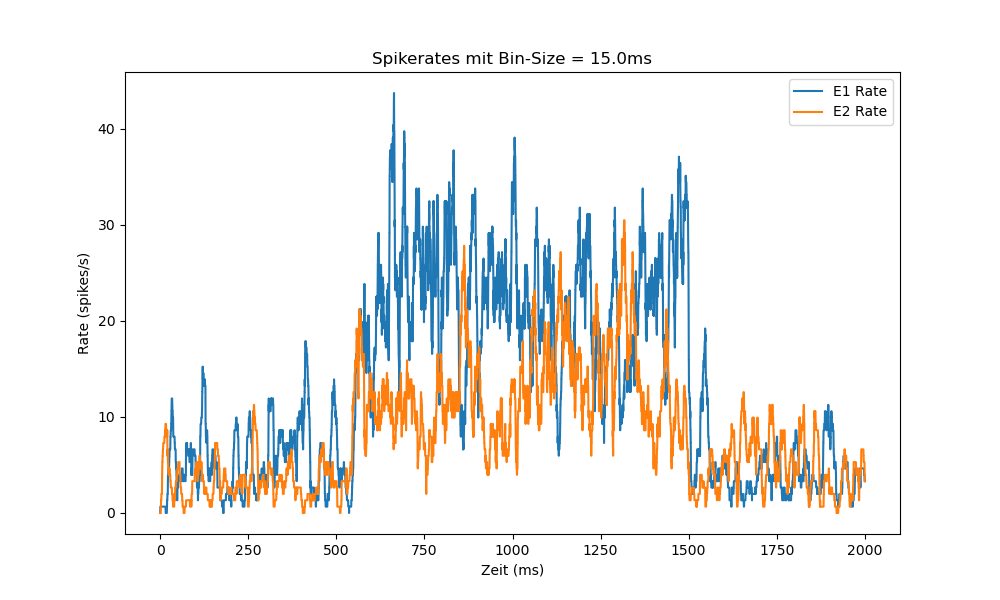 Spikerates mit Bin-Size = 15.0ms
E1 Rate
E2 Rate
Rate (spikes/s)
40
30
20
10
0
0 250 500 750 1000 1250 1500 1750 2000
Zeit (ms)